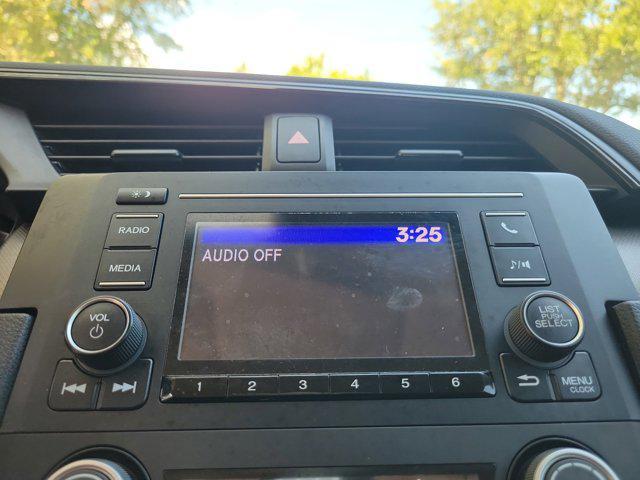 3:25
AUDIO OFF
RADIO
MEDIA
VOL
LIST
PUSH
SELECT
1 2 3 4 5 6
MENU
CLOCK